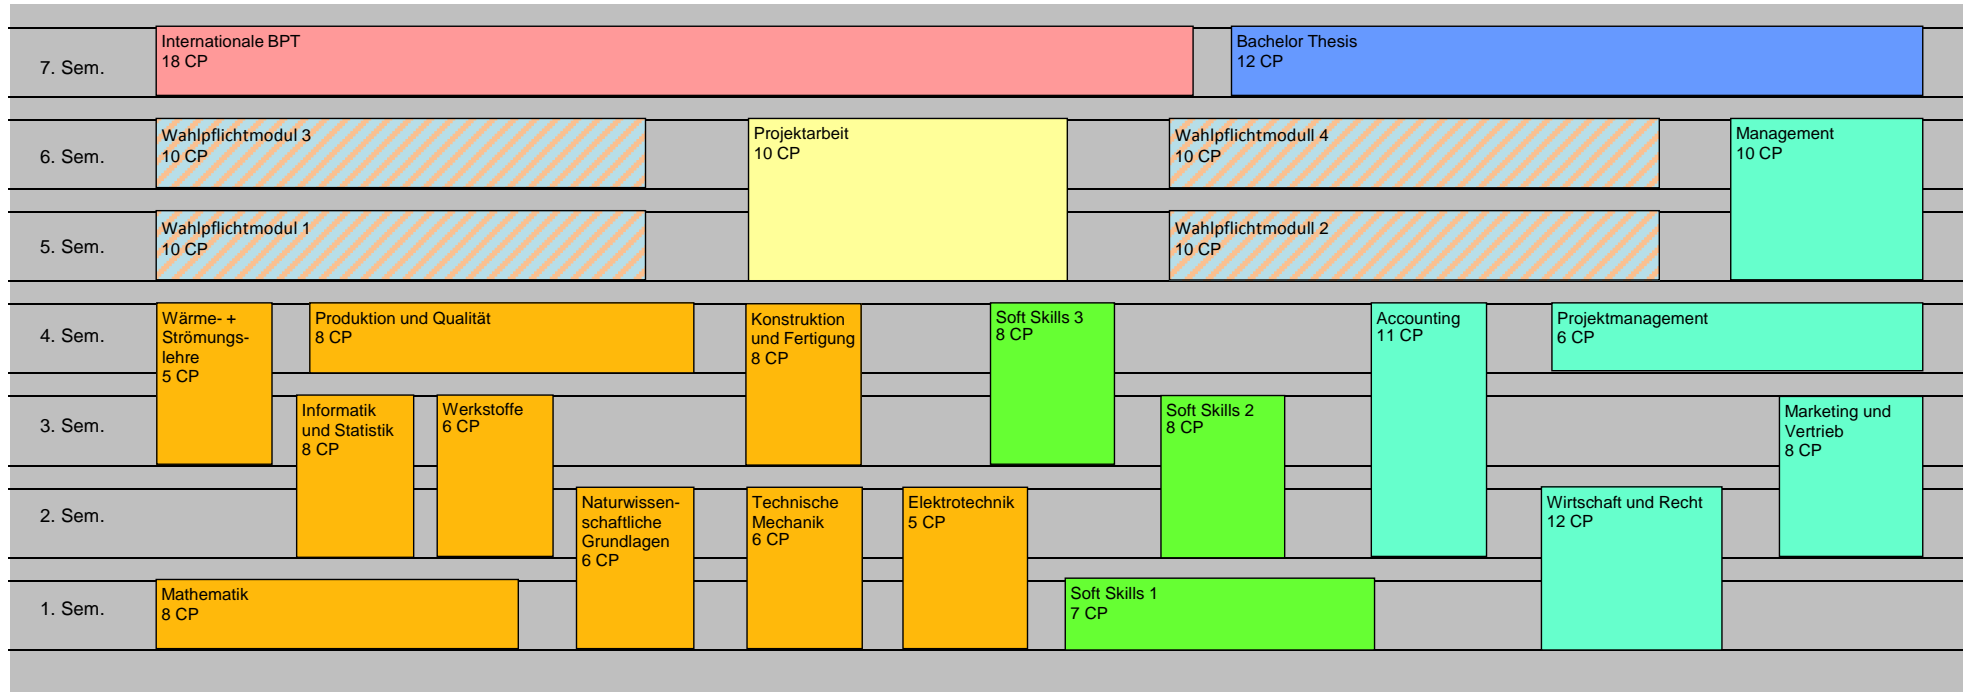 7. Sem.
Internationale BPT
18 CP
Bachelor Thesis
12 CP
6. Sem.
Wahlpflichtmodul 3
10 CP
Projektarbeit
10 CP
Wahlpflichtmodull 4
10 CP
Management
10 CP
5. Sem.
Wahlpflichtmodul 1
10 CP
Wahlpflichtmodull 2
10 CP
4. Sem.
Wärme- +
Strömungs-
lehre
5 CP
Produktion und Qualität
8 CP
Konstruktion
und Fertigung
8 CP
Soft Skills 3
8 CP
Accounting
11 CP
Projektmanagement
6 CP
3. Sem.
Informatik
und Statistik
8 CP
Werkstoffe
6 CP
Soft Skills 2
8 CP
Marketing und
Vertrieb
8 CP
2. Sem.
Naturwissen-
schaftliche
Grundlagen
6 CP
Technische
Mechanik
6 CP
Elektrotechnik
5 CP
Wirtschaft und Recht
12 CP
1. Sem.
Mathematik
8 CP
Soft Skills 1
7 CP